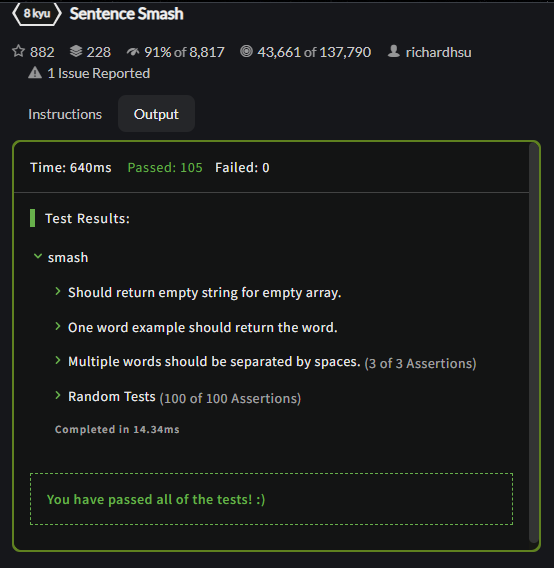 8 kyu Sentence Smash
882 228 91% of 8,817 43,661 of 137,790 richardhsu
1 Issue Reported
Instructions Output
Time: 640ms Passed: 105 Failed: 0
Test Results:
smash
Should return empty string for empty array.
One word example should return the word.
Multiple words should be separated by spaces. (3 of 3 Assertions)
Random Tests (100 of 100 Assertions)
Completed in 14.34ms
You have passed all of the tests! :)